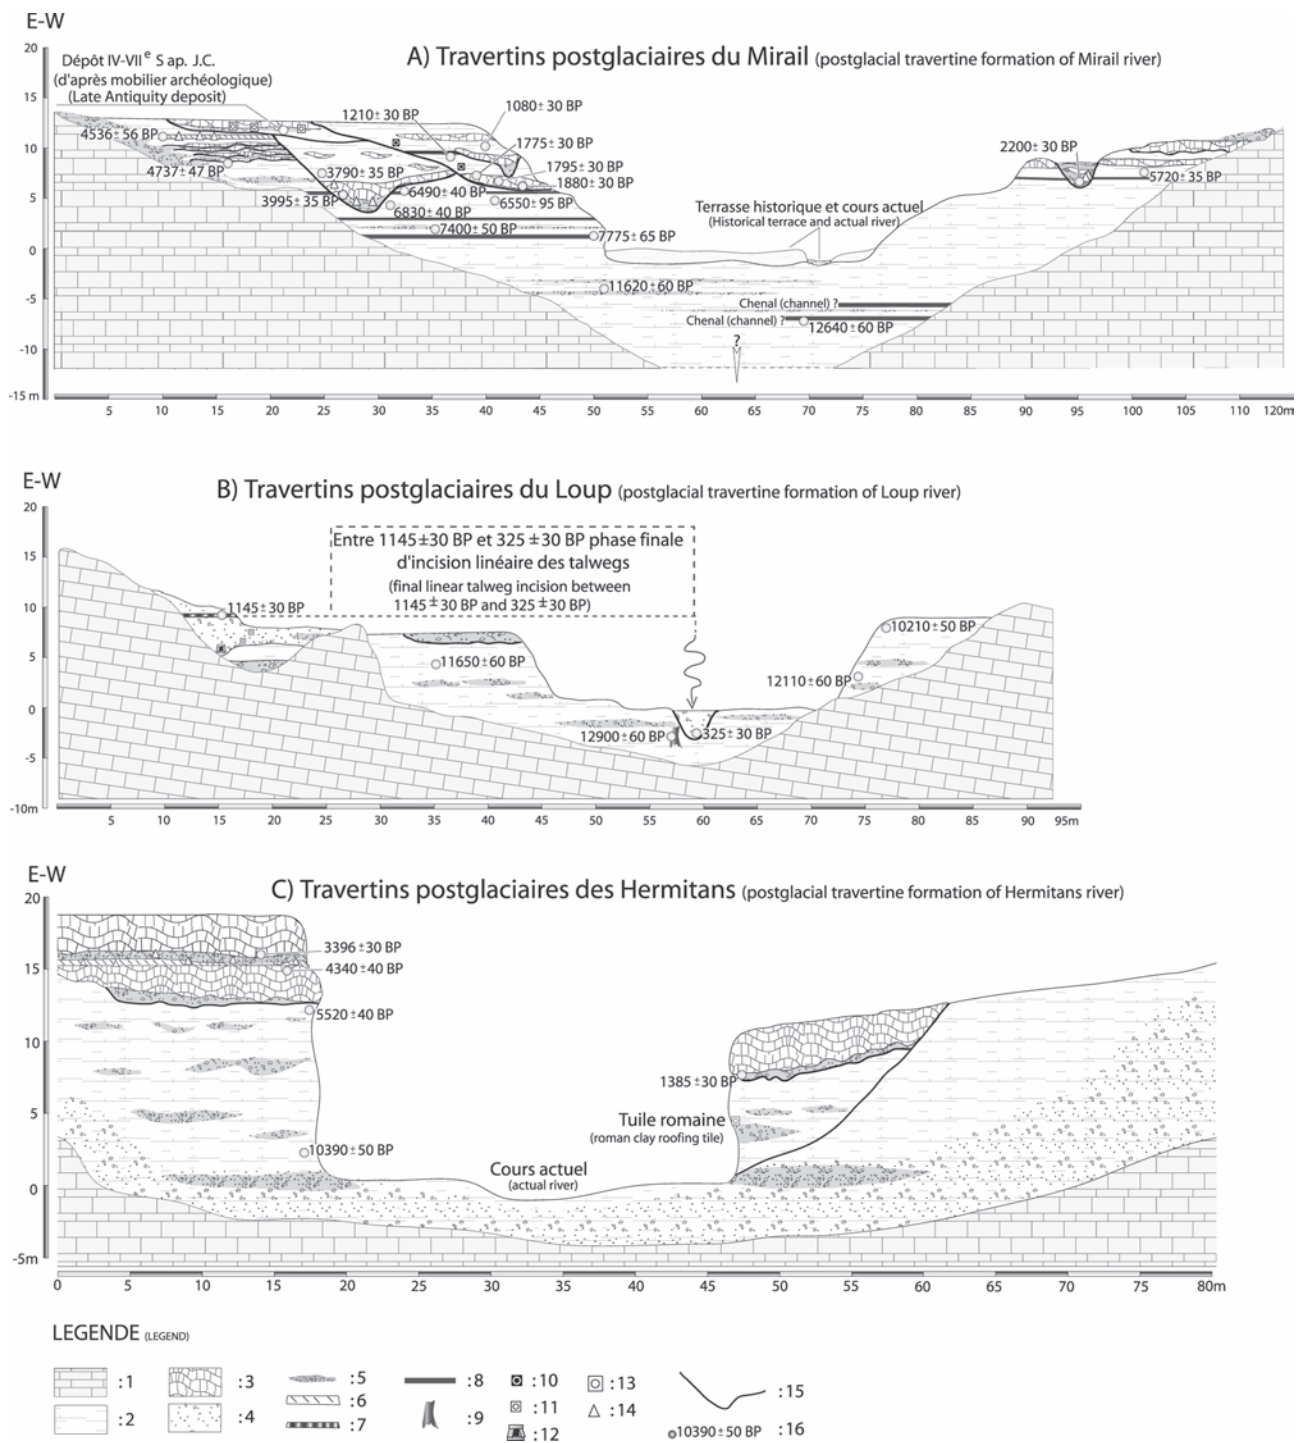 E-W
A) Travertins postglaciaires du Mirail (postglacial travertine formation of Mirail river)
Dépôt IV-VIIe S ap. J.C.
(d'après mobilier archéologique)
(Late Antiquity deposit)
20
15
10
5
0
-5
-10
-15 m
4536±56 BP
4737±47 BP
1210±30 BP
1080±30 BP
1775±30 BP
1795±30 BP
1880±30 BP
3790±35 BP
3995±35 BP
6490±40 BP
6550±95 BP
6830±40 BP
7400±50 BP
7775±65 BP
2200±30 BP
5720±35 BP
Terrasse historique et cours actuel
(Historical terrace and actual river)
11620±60 BP
Chenal (channel) ?
Chenal (channel) ?
12640±60 BP
?
5 10 15 20 25 30 35 40 45 50 55 60 65 70 75 80 85 90 95 100 105 110 120m
E-W
B) Travertins postglaciaires du Loup (postglacial travertine formation of Loup river)
20
15
10
5
0
-5
-10m
Entre 1145±30 BP et 325±30 BP phase finale
d'incision linéaire des talwegs
(final linear talweg incision between
1145±30 BP and 325±30 BP)
1145±30 BP
10210±50 BP
11650±60 BP
12110±60 BP
12900±60 BP
325±30 BP
5 10 15 20 25 30 35 40 45 50 55 60 65 70 75 80 85 90 95m
E-W
C) Travertins postglaciaires des Hermitans (postglacial travertine formation of Hermitans river)
20
15
10
5
0
-5m
3396±30 BP
4340±40 BP
5520±40 BP
1385±30 BP
Tuile romaine
(roman clay roofing tile)
10390±50 BP
Cours actuel
(actual river)
0 5 10 15 20 25 30 35 40 45 50 55 60 65 70 75 80m
LEGENDE (LEGEND)
:1 :3 :5 :8 :10 :13 :15
:6 :11 :14
:2 :4 :7 :9 :12 10390±50 BP :16